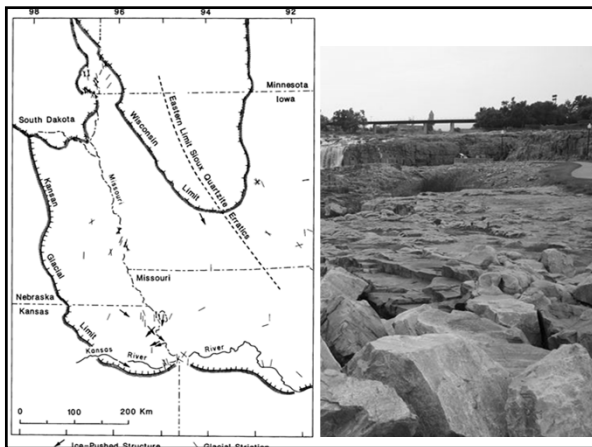 98 96 94 92
Minnesota
Iowa
South Dakota
Wisconsin
Limit
Eastern Limit Sioux Quartzite Erratics
Missouri
Kansan
Glacial
Limit
Missouri
Nebraska
Kansas
Kansas River
River
0 100 200 Km
Ice-Pushed Structure
Glacial Striation